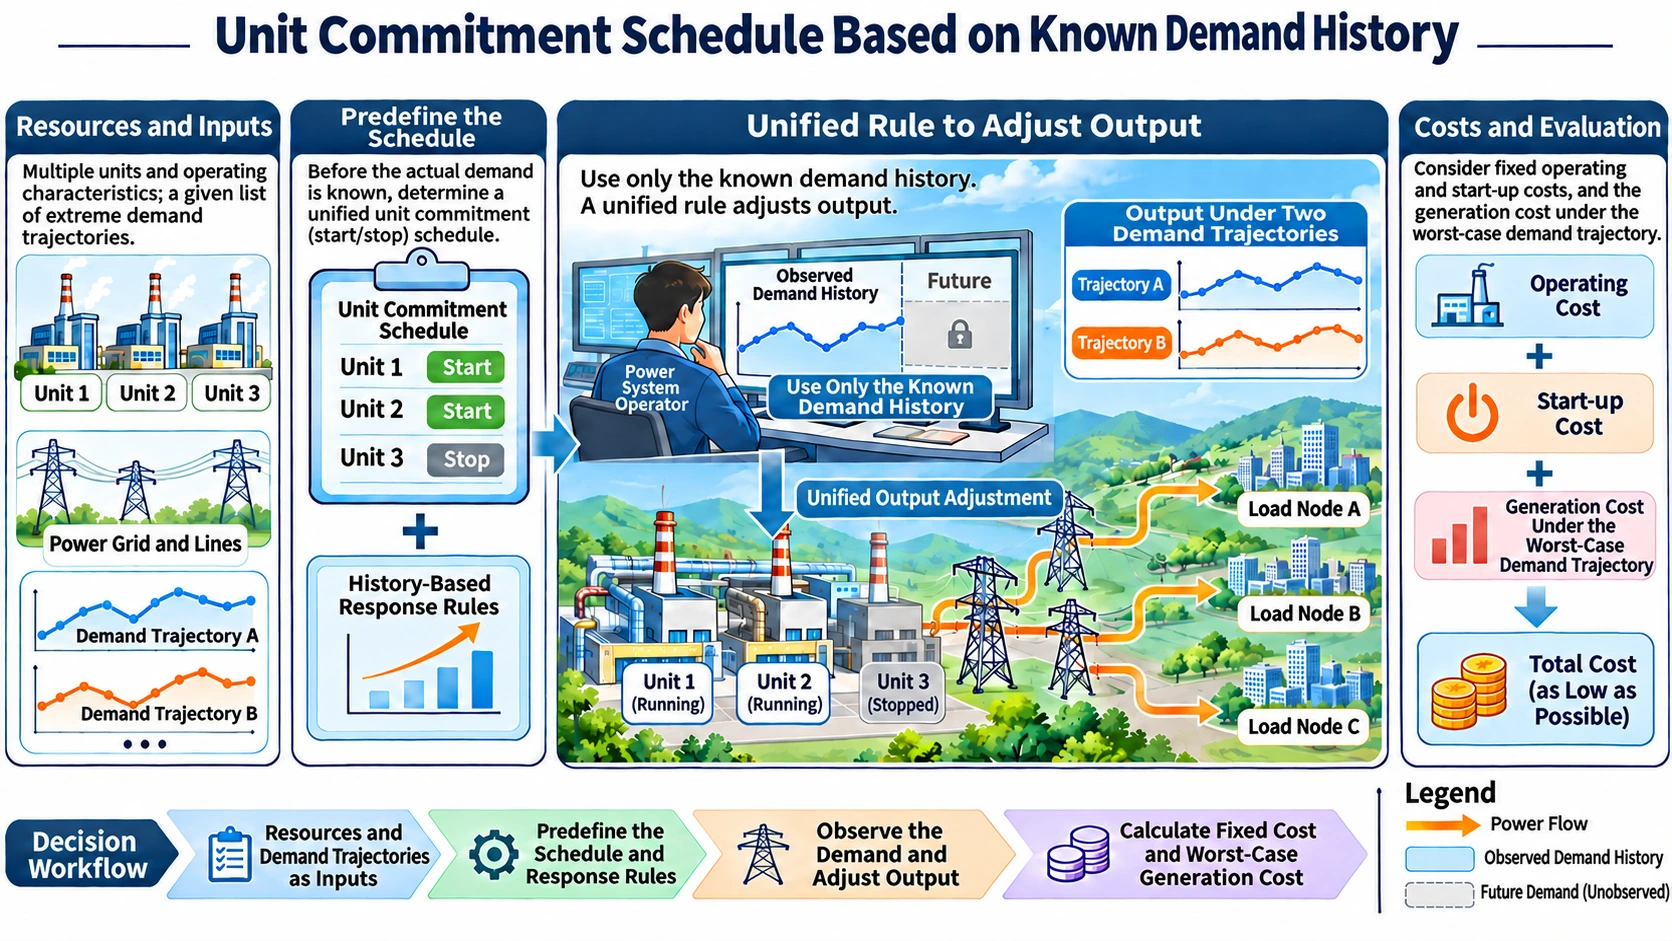 Unit Commitment Schedule Based on Known Demand History
Resources and Inputs
Multiple units and operating
characteristics; a given list
of extreme demand
trajectories.
Unit 1
Unit 2
Unit 3
Power Grid and Lines
Demand Trajectory A
Demand Trajectory B
Predefine the
Schedule
Before the actual demand
is known, determine a
unified unit commitment
(start/stop) schedule.
Unit Commitment
Schedule
Unit 1 Start
Unit 2 Start
Unit 3 Stop
History-Based
Response Rules
Unified Rule to Adjust Output
Use only the known demand history.
A unified rule adjusts output.
Power
System
Operator
Observed
Demand History
Future
Use Only the Known
Demand History
Output Under Two
Demand Trajectories
Trajectory A
Trajectory B
Unified Output Adjustment
Unit 1
(Running)
Unit 2
(Running)
Unit 3
(Stopped)
Load Node A
Load Node B
Load Node C
Costs and Evaluation
Consider fixed operating
and start-up costs, and the
generation cost under the
worst-case demand trajectory.
Operating
Cost
Start-up
Cost
Generation Cost
Under the
Worst-Case
Demand Trajectory
Total Cost
(as Low as
Possible)
Decision
Workflow
Resources and
Demand Trajectories
as Inputs
Predefine the
Schedule and
Response Rules
Observe the
Demand and
Adjust Output
Calculate Fixed Cost
and Worst-Case
Generation Cost
Legend
Power Flow
Observed Demand History
Future Demand (Unobserved)